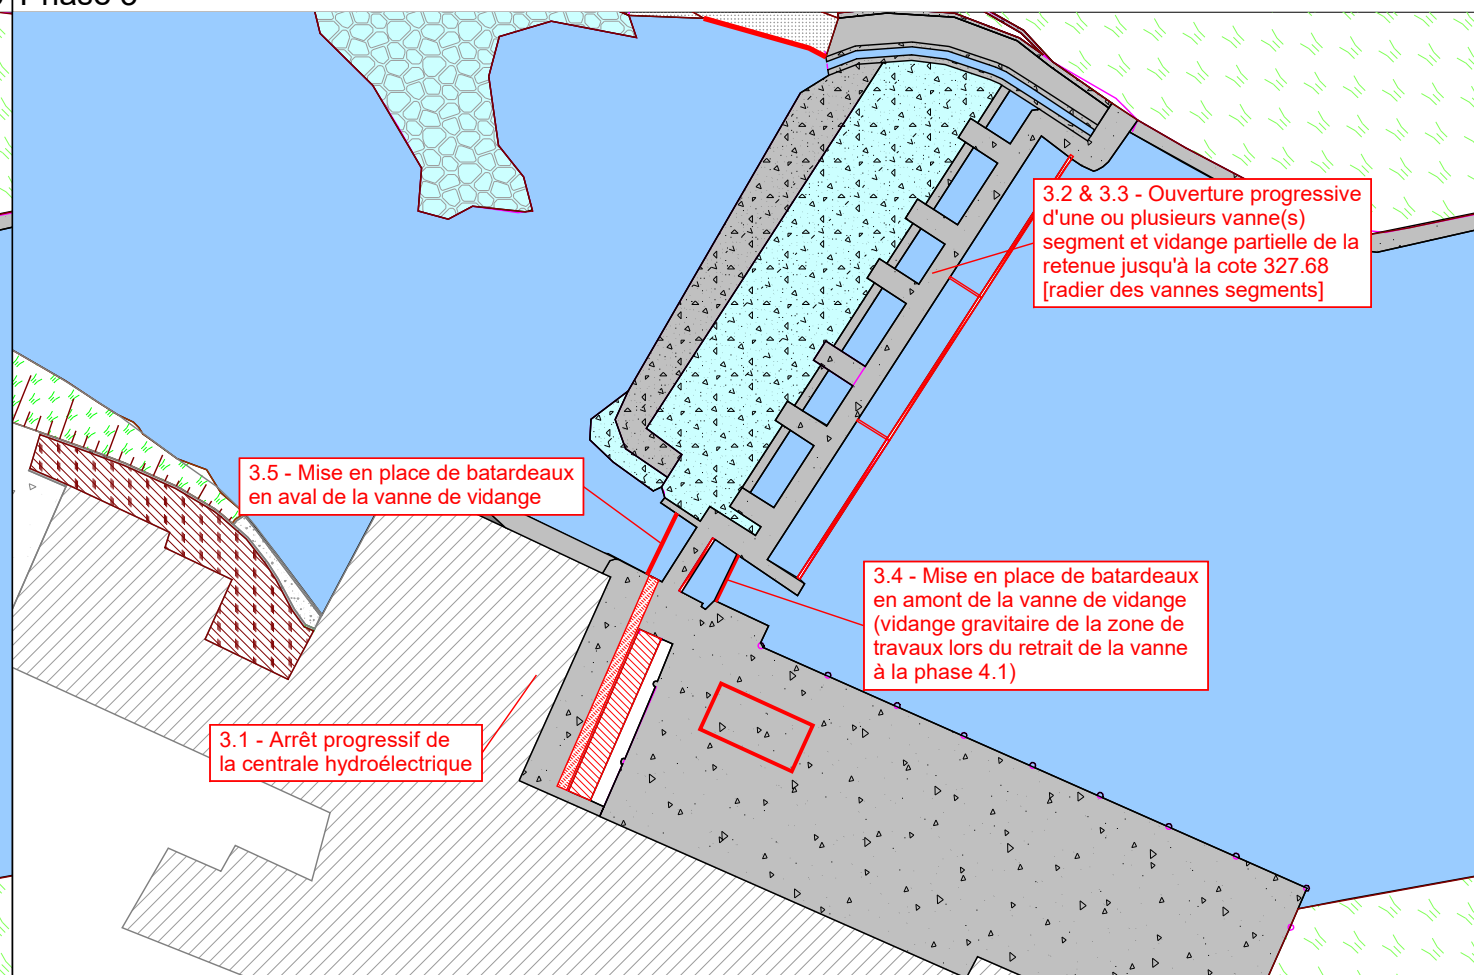 Phase 3
3.2 & 3.3 - Ouverture progressive
d'une ou plusieurs vanne(s)
segment et vidange partielle de la
retenue jusqu'à la cote 327.68
[radier des vannes segments]
3.5 - Mise en place de batardeaux
en aval de la vanne de vidange
3.4 - Mise en place de batardeaux
en amont de la vanne de vidange
(vidange gravitaire de la zone de
travaux lors du retrait de la vanne
à la phase 4.1)
3.1 - Arrêt progressif de
la centrale hydroélectrique